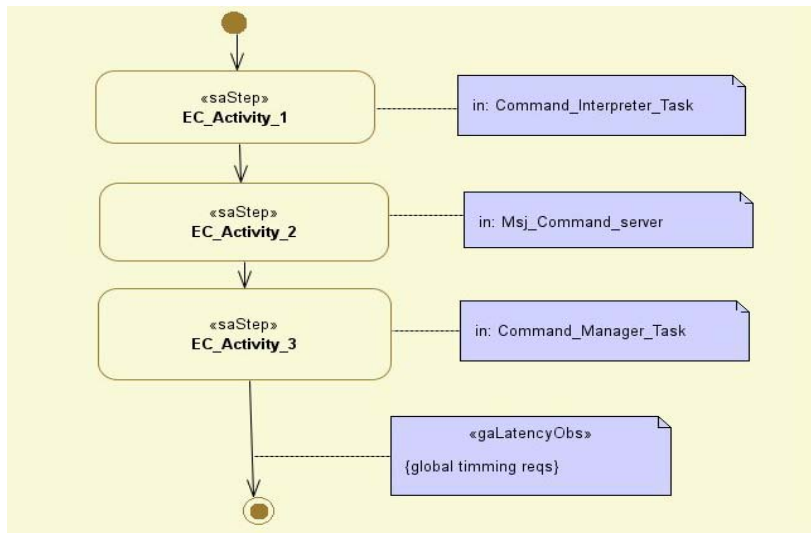 «saStep»
EC_Activity_1
in: Command_Interpreter_Task
«saStep»
EC_Activity_2
in: Msj_Command_server
«saStep»
EC_Activity_3
in: Command_Manager_Task
«gaLatencyObs»
{global timming reqs}